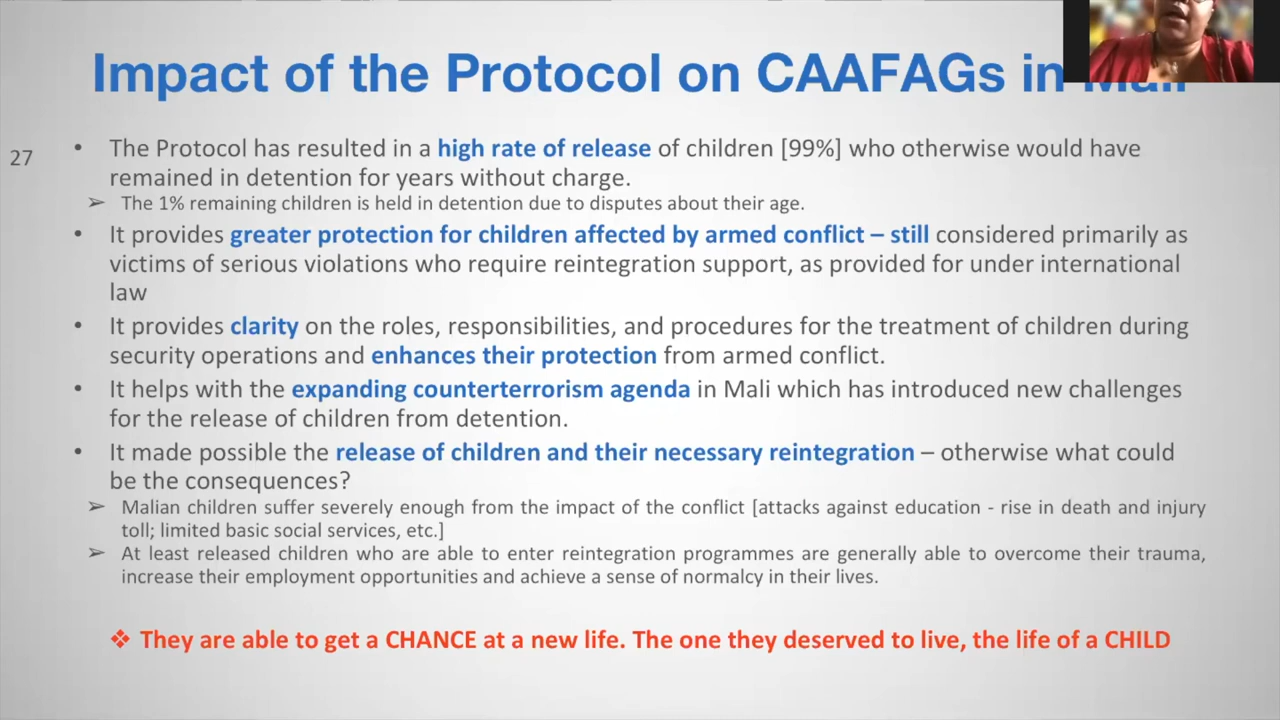 Impact of the Protocol on CAAFAGs in Mali
27
• The Protocol has resulted in a high rate of release of children [99%] who otherwise would have
remained in detention for years without charge.
➢ The 1% remaining children is held in detention due to disputes about their age.
• It provides greater protection for children affected by armed conflict – still considered primarily as
victims of serious violations who require reintegration support, as provided for under international
law
• It provides clarity on the roles, responsibilities, and procedures for the treatment of children during
security operations and enhances their protection from armed conflict.
• It helps with the expanding counterterrorism agenda in Mali which has introduced new challenges
for the release of children from detention.
• It made possible the release of children and their necessary reintegration – otherwise what could
be the consequences?
➢ Malian children suffer severely enough from the impact of the conflict [attacks against education - rise in death and injury
toll; limited basic social services, etc.]
➢ At least released children who are able to enter reintegration programmes are generally able to overcome their trauma,
increase their employment opportunities and achieve a sense of normalcy in their lives.
❖ They are able to get a CHANCE at a new life. The one they deserved to live, the life of a CHILD